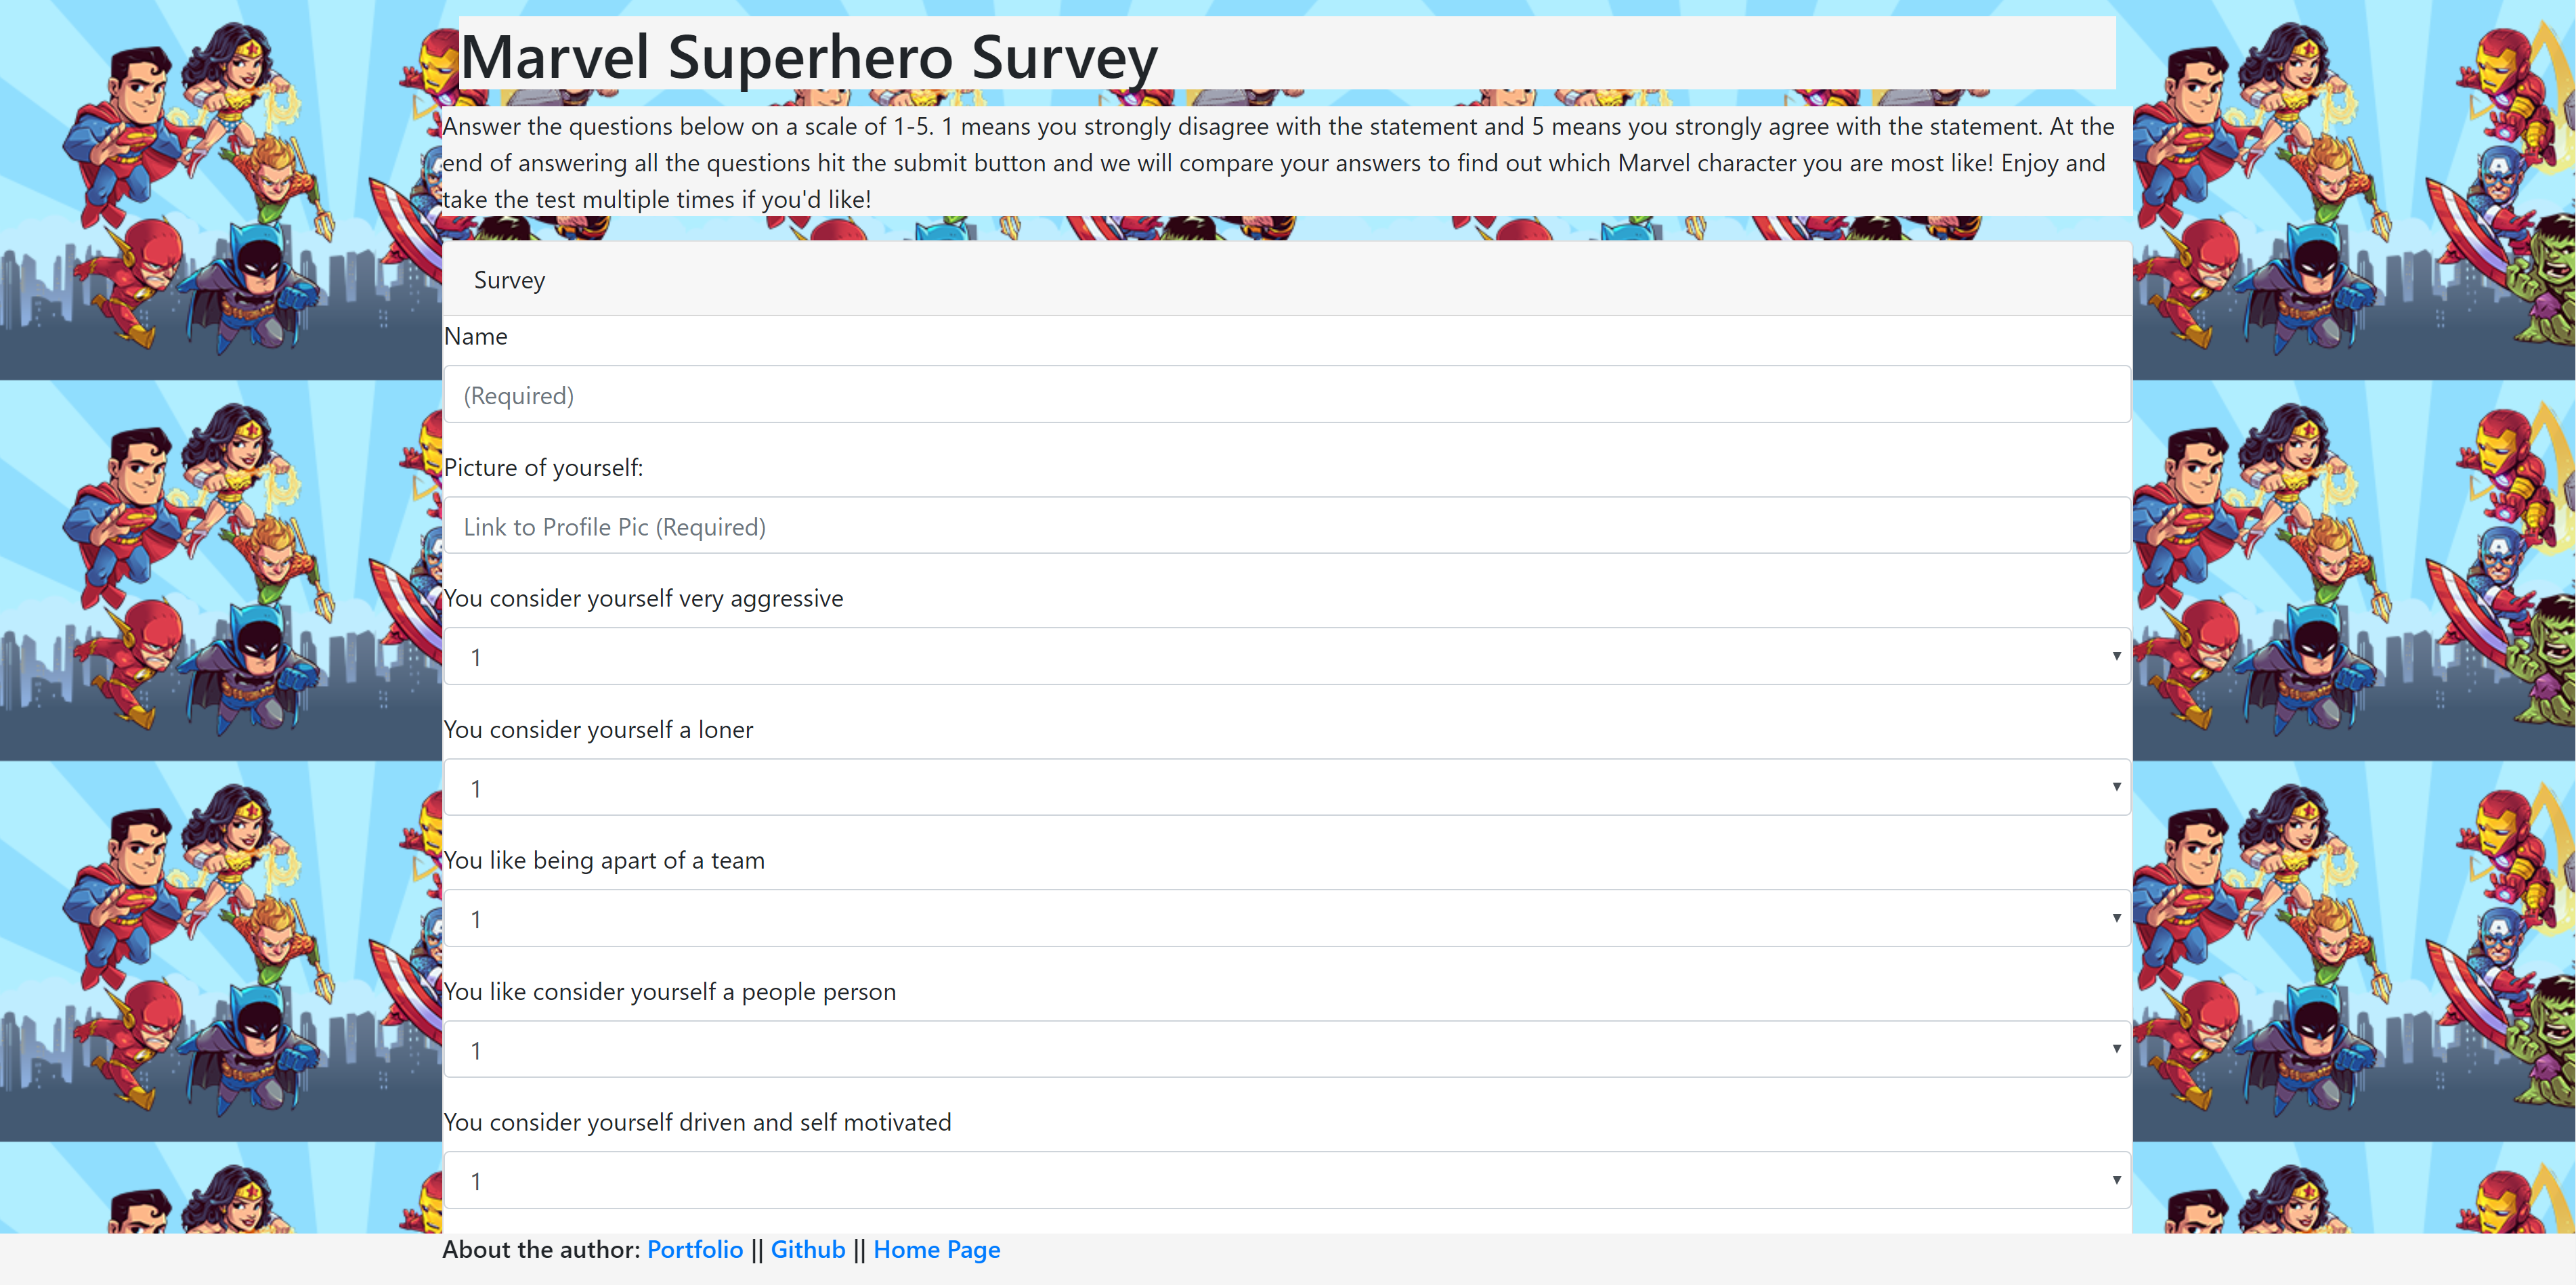 Marvel Superhero Survey
Answer the questions below on a scale of 1-5. 1 means you strongly disagree with the statement and 5 means you strongly agree with the statement. At the
end of answering all the questions hit the submit button and we will compare your answers to find out which Marvel character you are most like! Enjoy and
take the test multiple times if you'd like!
Survey
Name
(Required)
Picture of yourself:
Link to Profile Pic (Required)
You consider yourself very aggressive
1
You consider yourself a loner
1
You like being apart of a team
1
You like consider yourself a people person
1
You consider yourself driven and self motivated
1
About the author: Portfolio || Github || Home Page